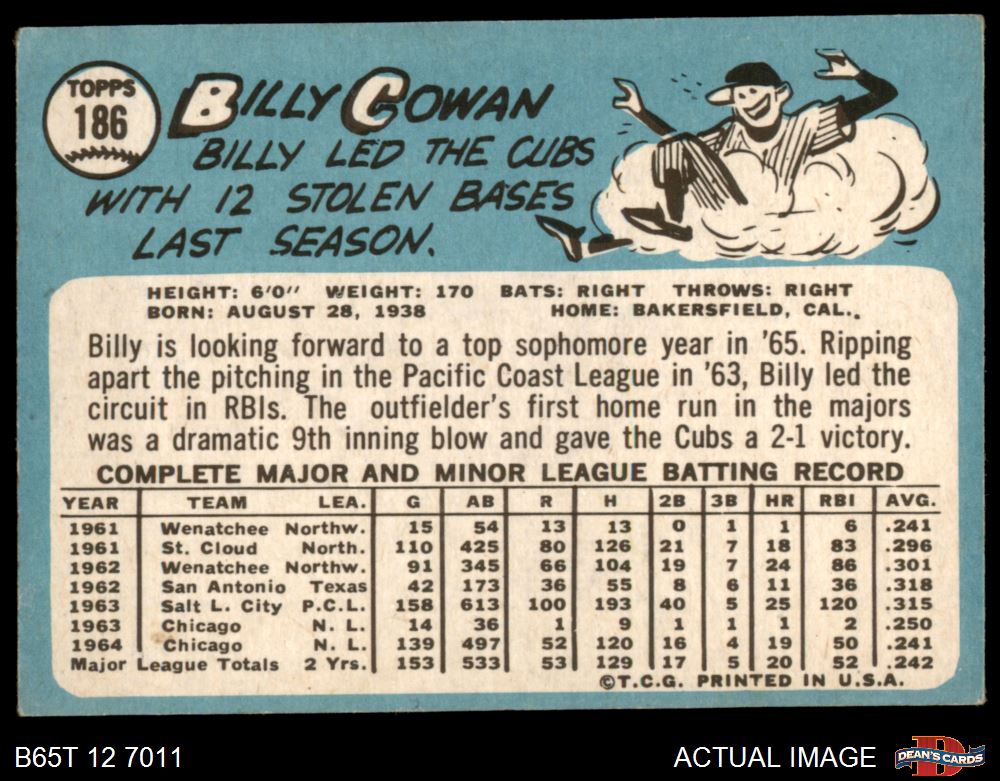 TOPPS
186
BILLY COWAN
BILLY LED THE CUBS
WITH 12 STOLEN BASES
LAST SEASON.
HEIGHT: 6'0" WEIGHT: 170 BATS: RIGHT THROWS: RIGHT
BORN: AUGUST 28, 1938 HOME: BAKERSFIELD, CAL.
Billy is looking forward to a top sophomore year in '65. Ripping
apart the pitching in the Pacific Coast League in '63, Billy led the
circuit in RBIs. The outfielder's first home run in the majors
was a dramatic 9th inning blow and gave the Cubs a 2-1 victory.
COMPLETE MAJOR AND MINOR LEAGUE BATTING RECORD
YEAR TEAM LEA. G AB R H 2B 3B HR RBI AVG.
1961 Wenatchee Northw. 15 54 13 13 0 1 1 6 .241
1961 St. Cloud North. 110 425 80 126 21 7 18 83 .296
1962 Wenatchee Northw. 91 345 66 104 19 7 24 86 .301
1962 San Antonio Texas 42 173 36 55 8 6 11 36 .318
1963 Salt L. City P.C.L. 158 613 100 193 40 5 25 120 .315
1963 Chicago N. L. 14 36 1 9 1 1 1 2 .250
1964 Chicago N. L. 139 497 52 120 16 4 19 50 .241
Major League Totals 2 Yrs. 153 533 53 129 17 5 20 52 .242
©T.C.G. PRINTED IN U.S.A.
B65T 12 7011 ACTUAL IMAGE
DEAN'S CARDS